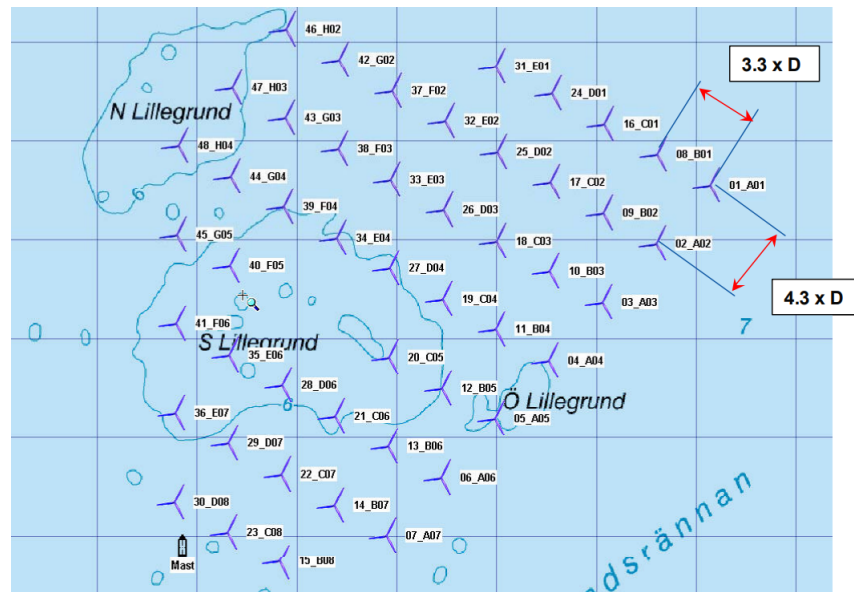 46_H02
42_G02
31_E01
3.3 x D
47_H03
37_F02
24_D01
N Lillegrund
43_G03
32_E02
16_C01
48_H04
38_F03
25_D02
08_B01
44_G04
33_E03
17_C02
01_A01
6
39_F04
26_D03
09_B02
45_G05
34_E04
18_C03
02_A02
40_F05
27_D04
10_B03
4.3 x D
19_C04
03_A03
41_F06
11_B04
7
S Lillegrund
35_E06
20_C05
04_A04
28_D06
12_B05
Ö Lillegrund
6
36_E07
21_C06
05_A05
29_D07
13_B06
22_C07
06_A06
30_D08
14_B07
23_C08
07_A07
Mast
15_B08
ndsrännan